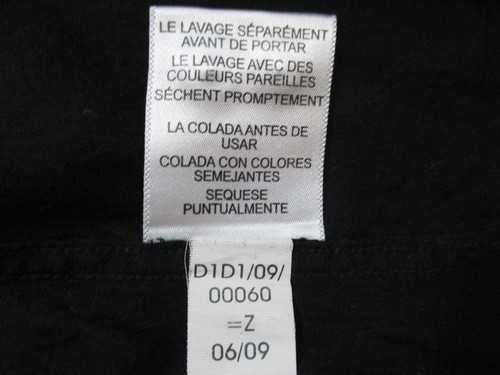 LE LAVAGE SÉPARÉMENT
AVANT DE PORTAR
LE LAVAGE AVEC DES
COULEURS PAREILLES
SÉCHENT PROMPTEMENT
LA COLADA ANTES DE
USAR
COLADA CON COLORES
SEMEJANTES
SEQUESE
PUNTUALMENTE
D1D1/09/
00060
=Z
06/09